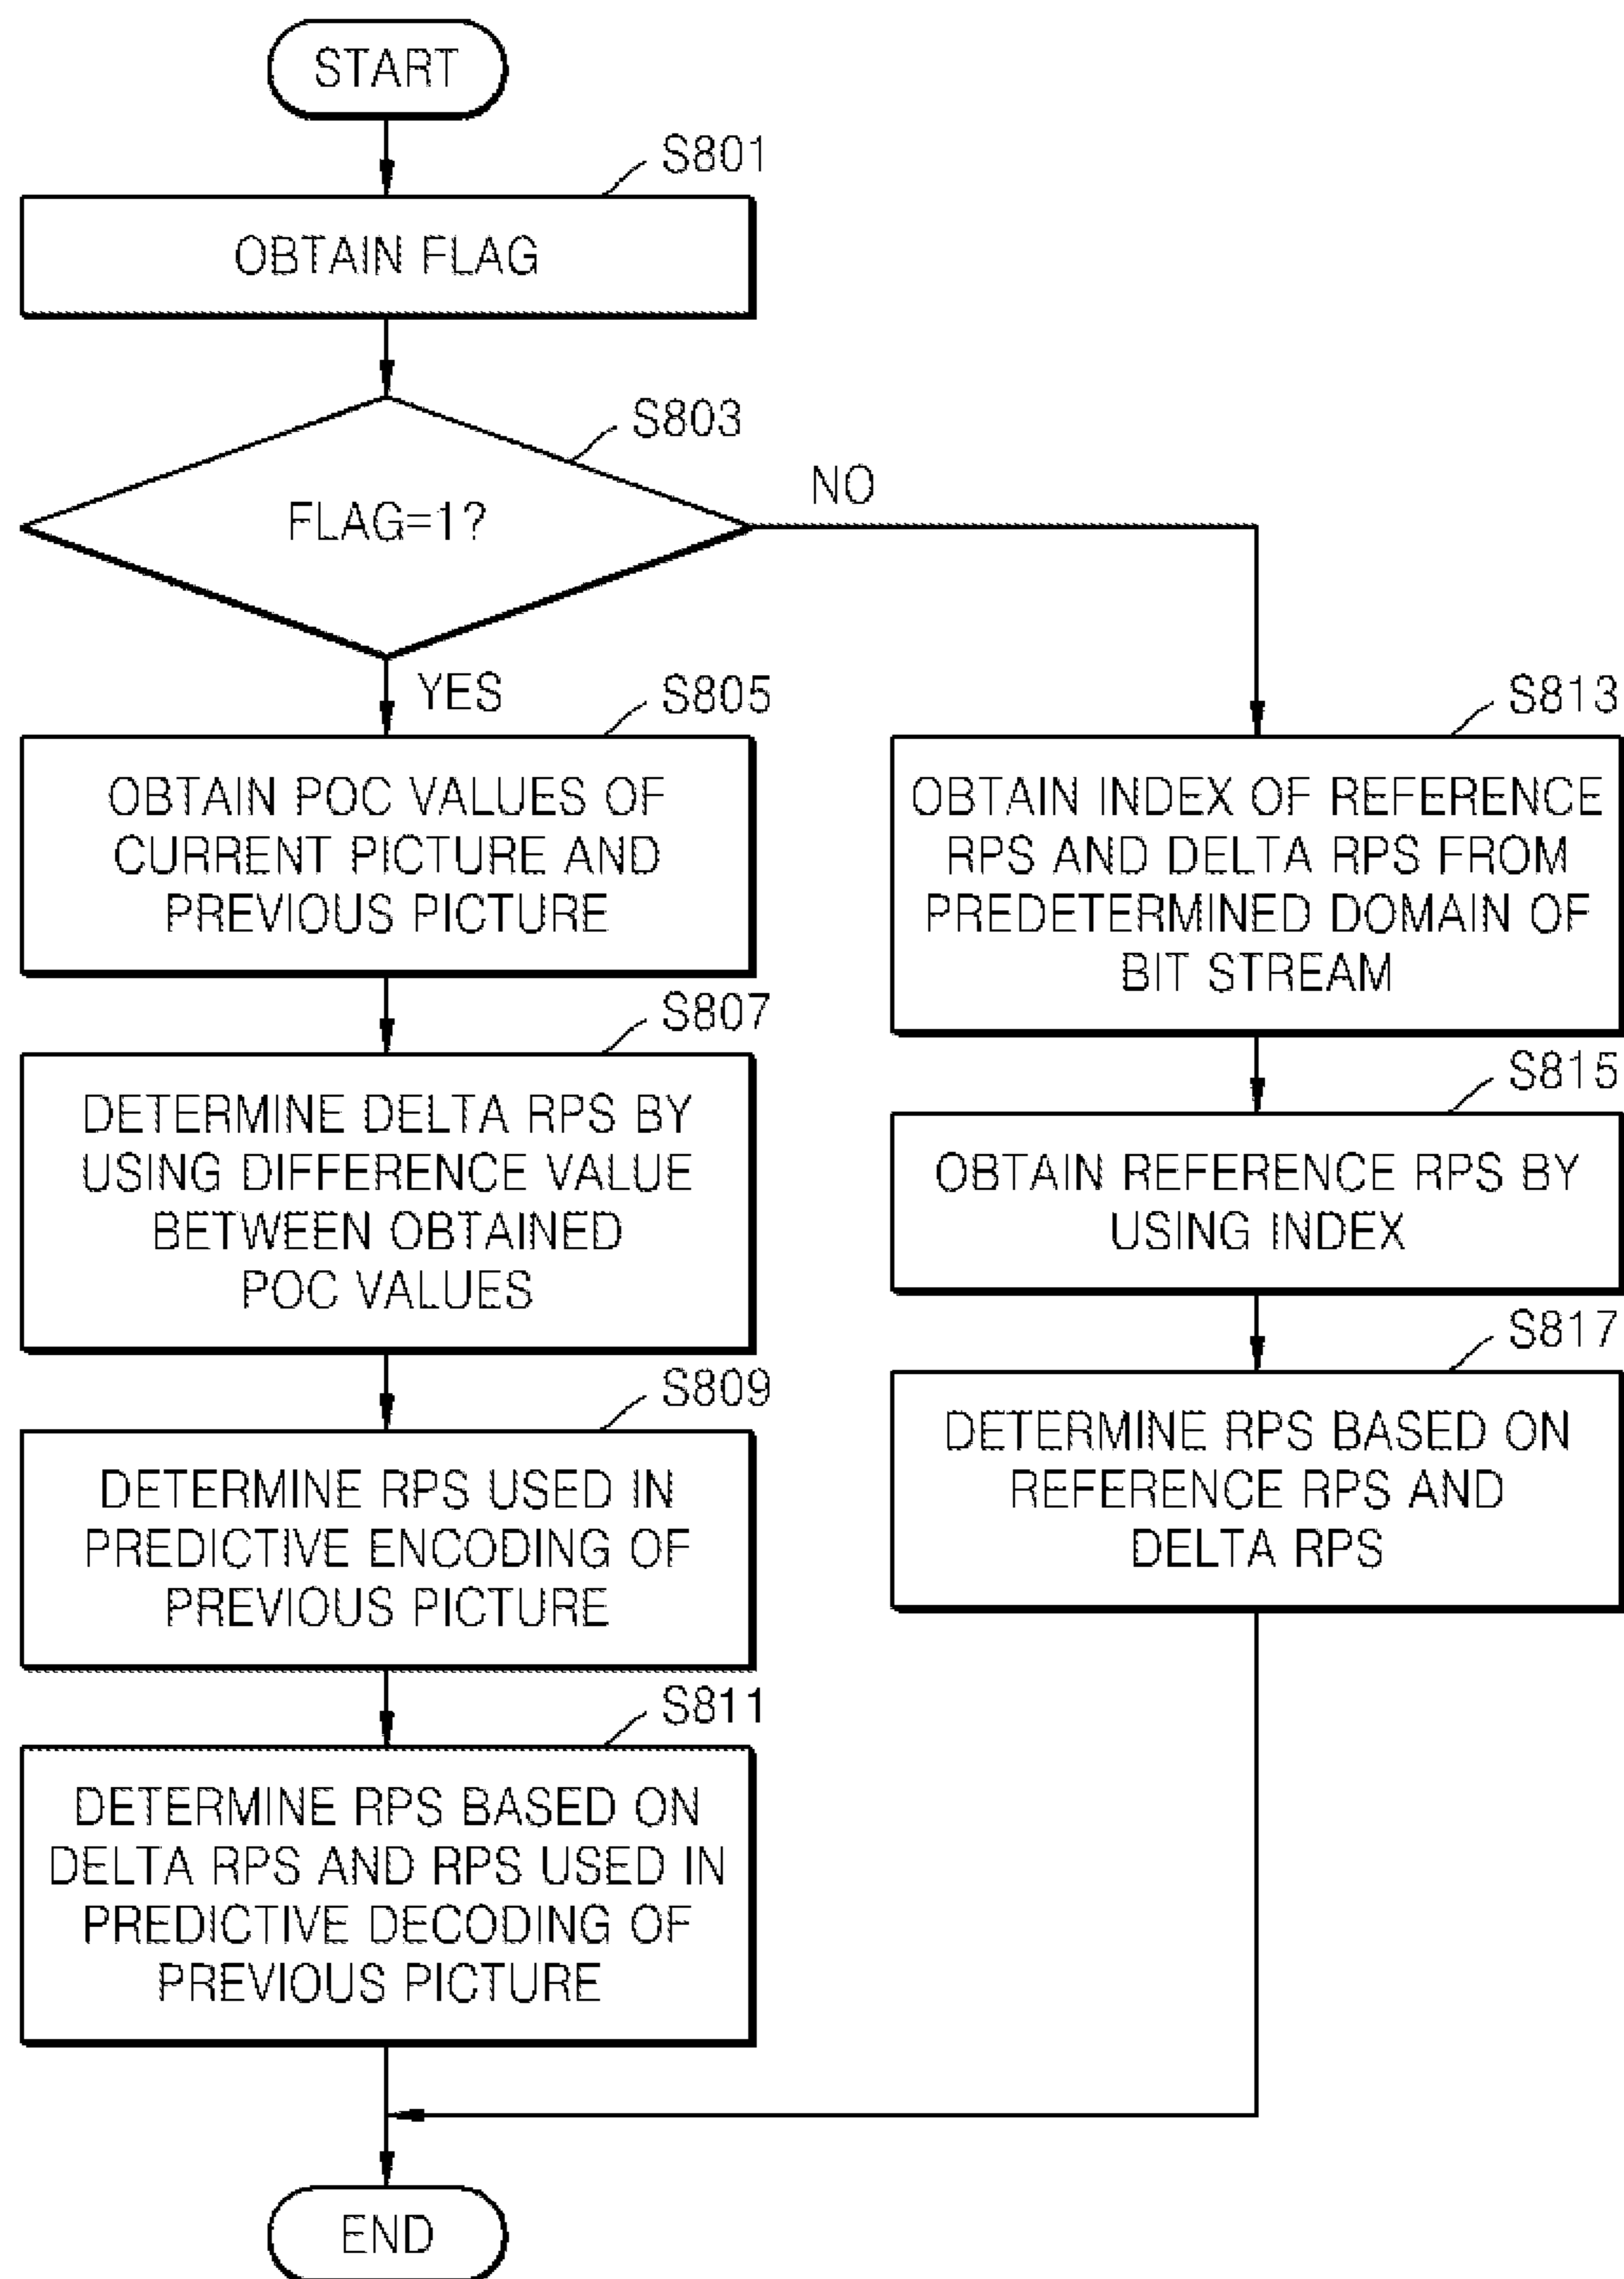 START
S801
OBTAIN FLAG
S803
FLAG=1?
NO
YES
S805
OBTAIN POC VALUES OF
CURRENT PICTURE AND
PREVIOUS PICTURE
S807
DETERMINE DELTA RPS BY
USING DIFFERENCE VALUE
BETWEEN OBTAINED
POC VALUES
S809
DETERMINE RPS USED IN
PREDICTIVE ENCODING OF
PREVIOUS PICTURE
S811
DETERMINE RPS BASED ON
DELTA RPS AND RPS USED IN
PREDICTIVE DECODING OF
PREVIOUS PICTURE
S813
OBTAIN INDEX OF REFERENCE
RPS AND DELTA RPS FROM
PREDETERMINED DOMAIN OF
BIT STREAM
S815
OBTAIN REFERENCE RPS BY
USING INDEX
S817
DETERMINE RPS BASED ON
REFERENCE RPS AND
DELTA RPS
END